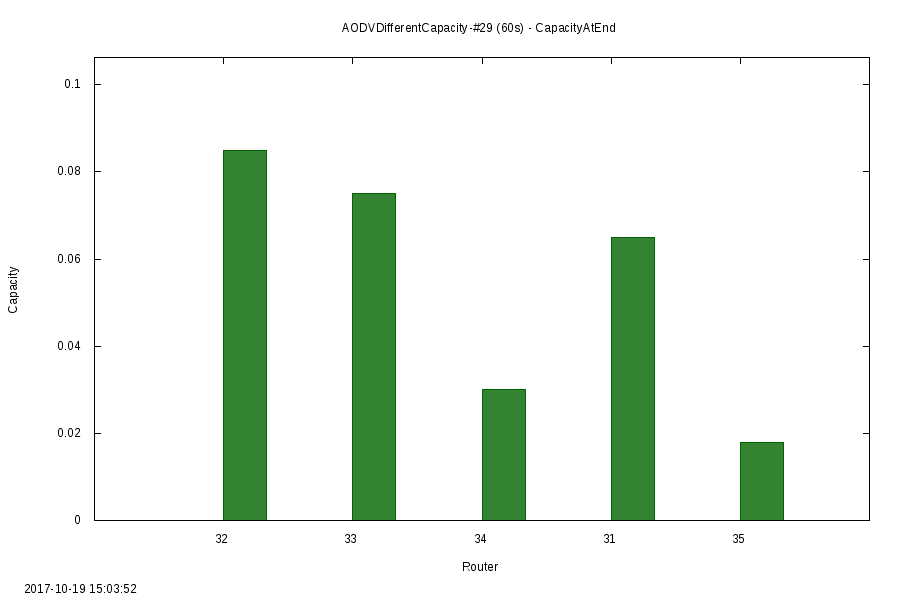 AODVDifferentCapacity-#29 (60s) - CapacityAtEnd
0.1
0.08
0.06
0.04
0.02
0
Capacity
32 33 34 31 35
Router
2017-10-19 15:03:52